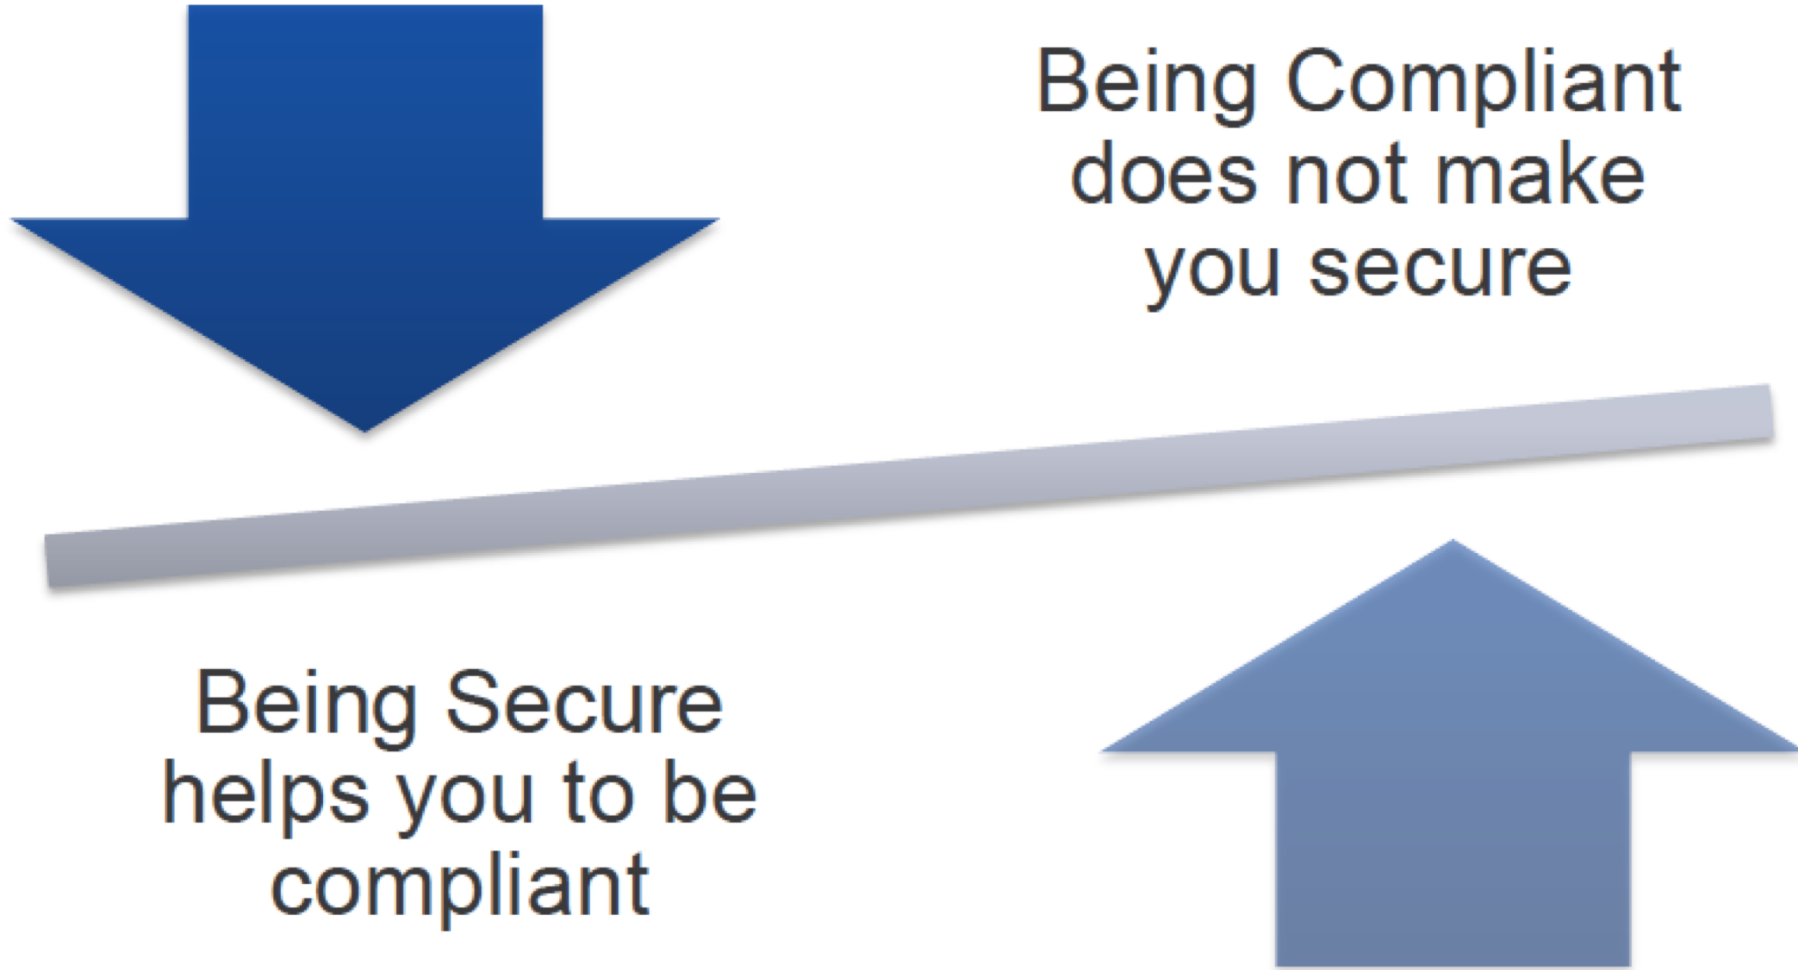 Being Compliant
does not make
you secure
Being Secure
helps you to be
compliant